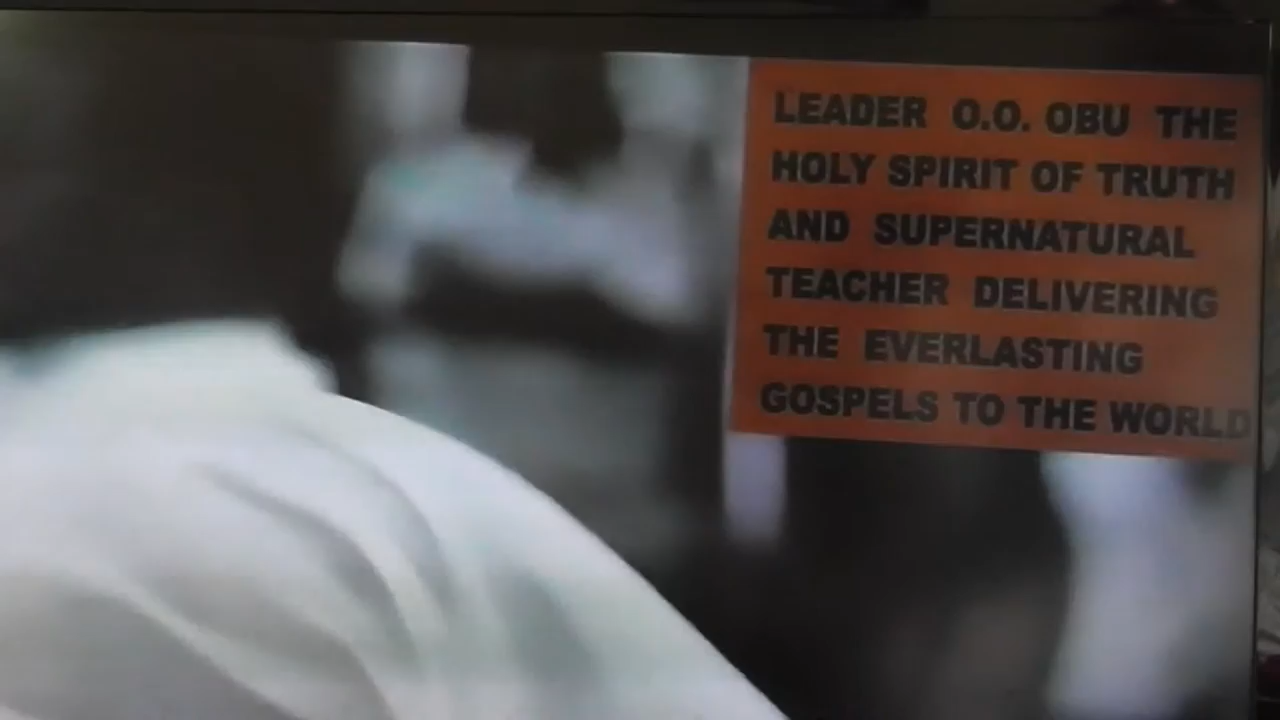 LEADER O.O. OBU THE
HOLY SPIRIT OF TRUTH
AND SUPERNATURAL
TEACHER DELIVERING
THE EVERLASTING
GOSPELS TO THE WORLD